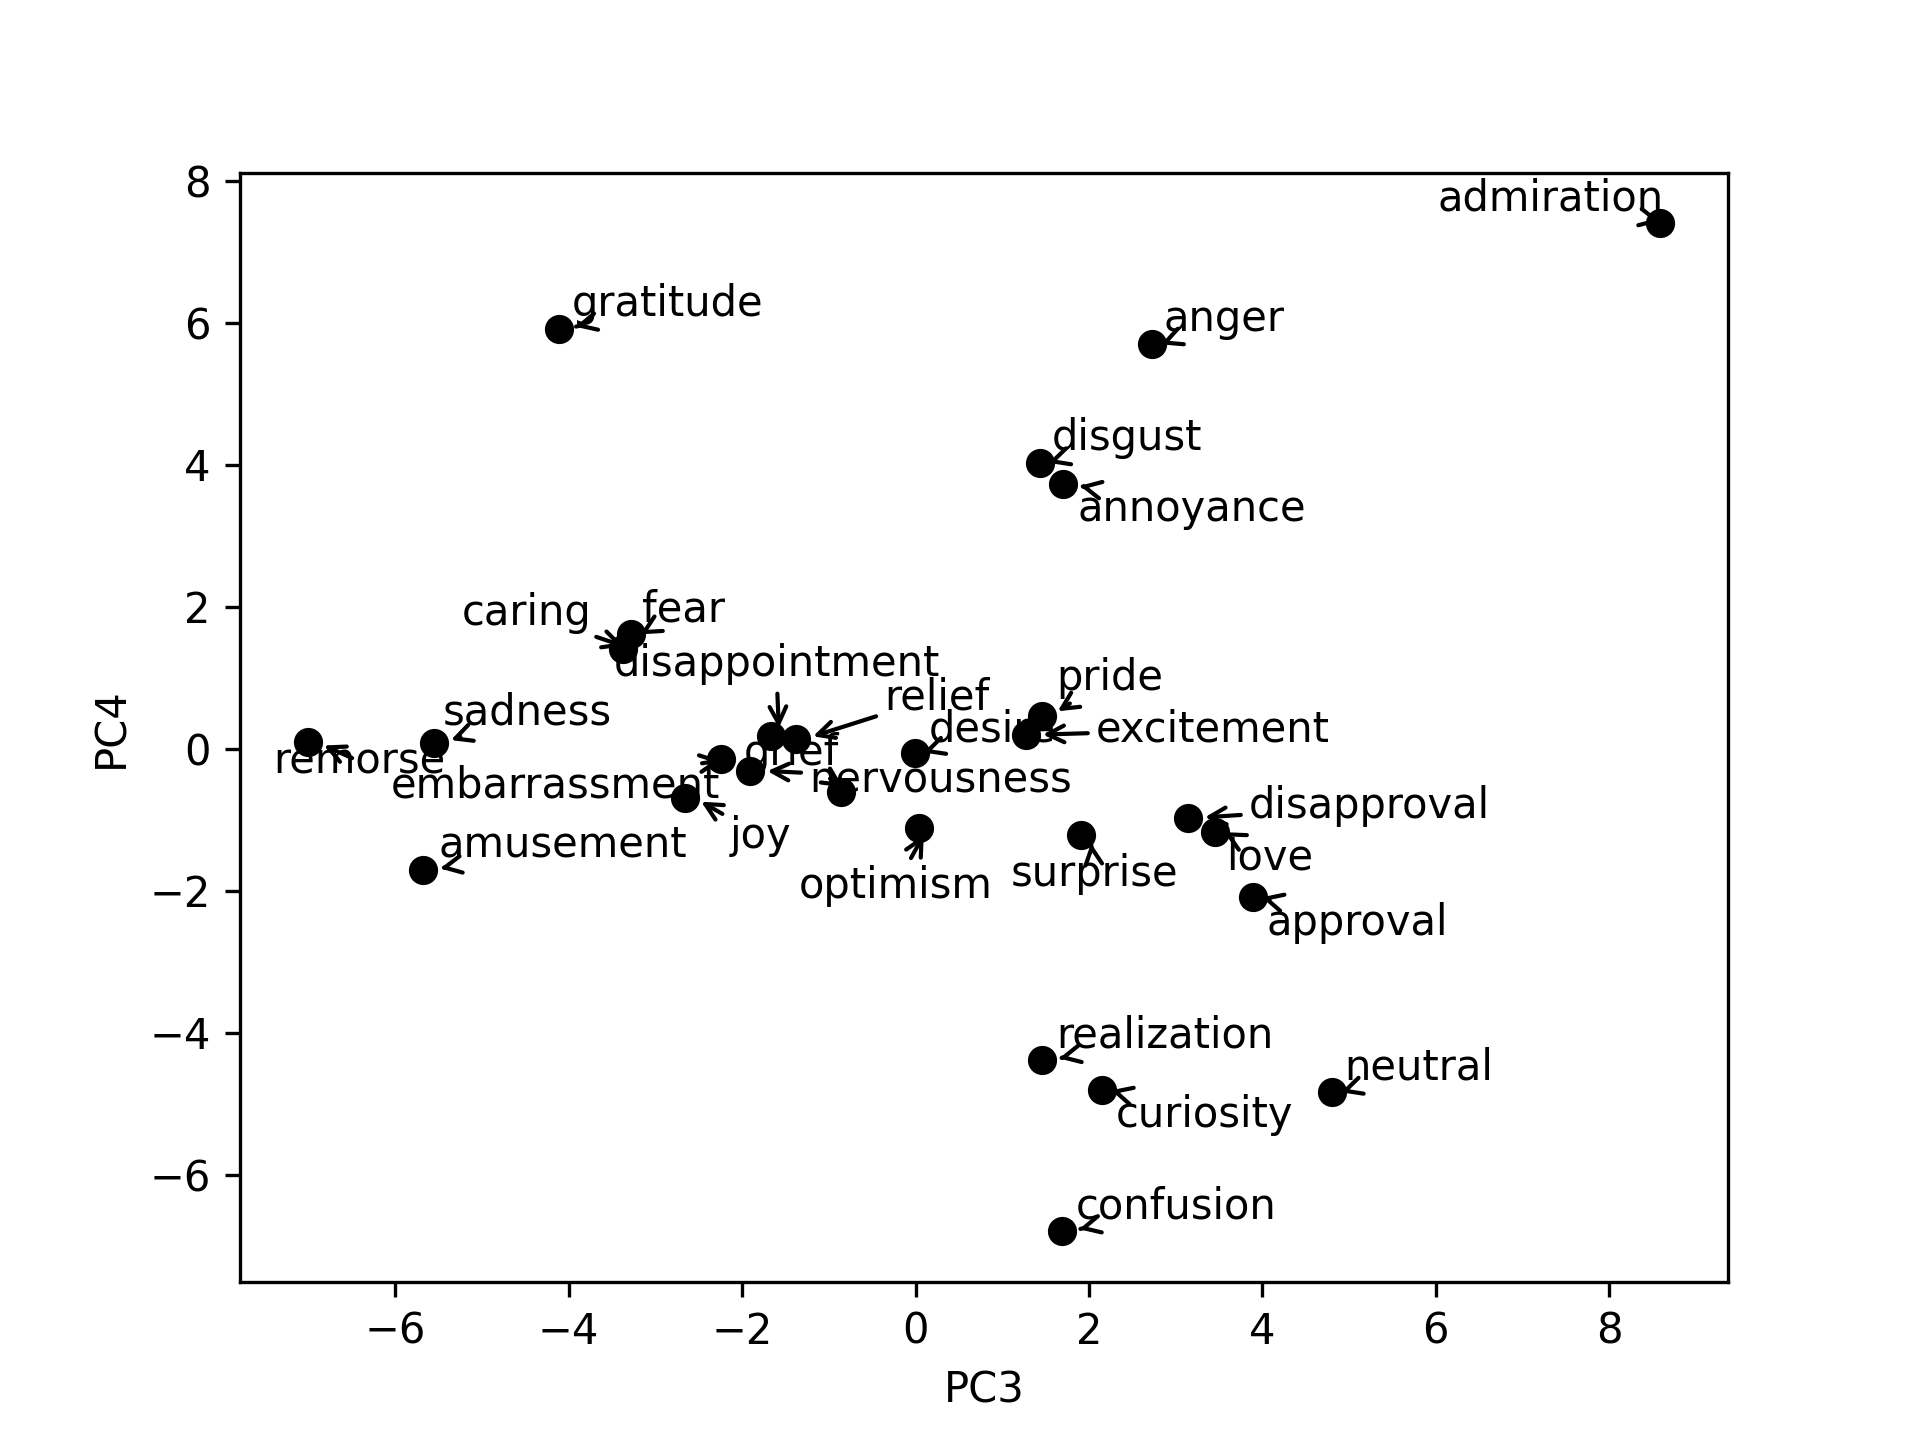 8
admiration
gratitude
anger
6
disgust
4
annoyance
caring
fear
2
disappointment
pride
relief
sadness
desire
excitement
PC4
0
remorse
grief
embarrassment
nervousness
disapproval
joy
amusement
love
surprise
optimism
−2
approval
−4
realization
neutral
curiosity
−6
confusion
−6 −4 −2 0 2 4 6 8
PC3